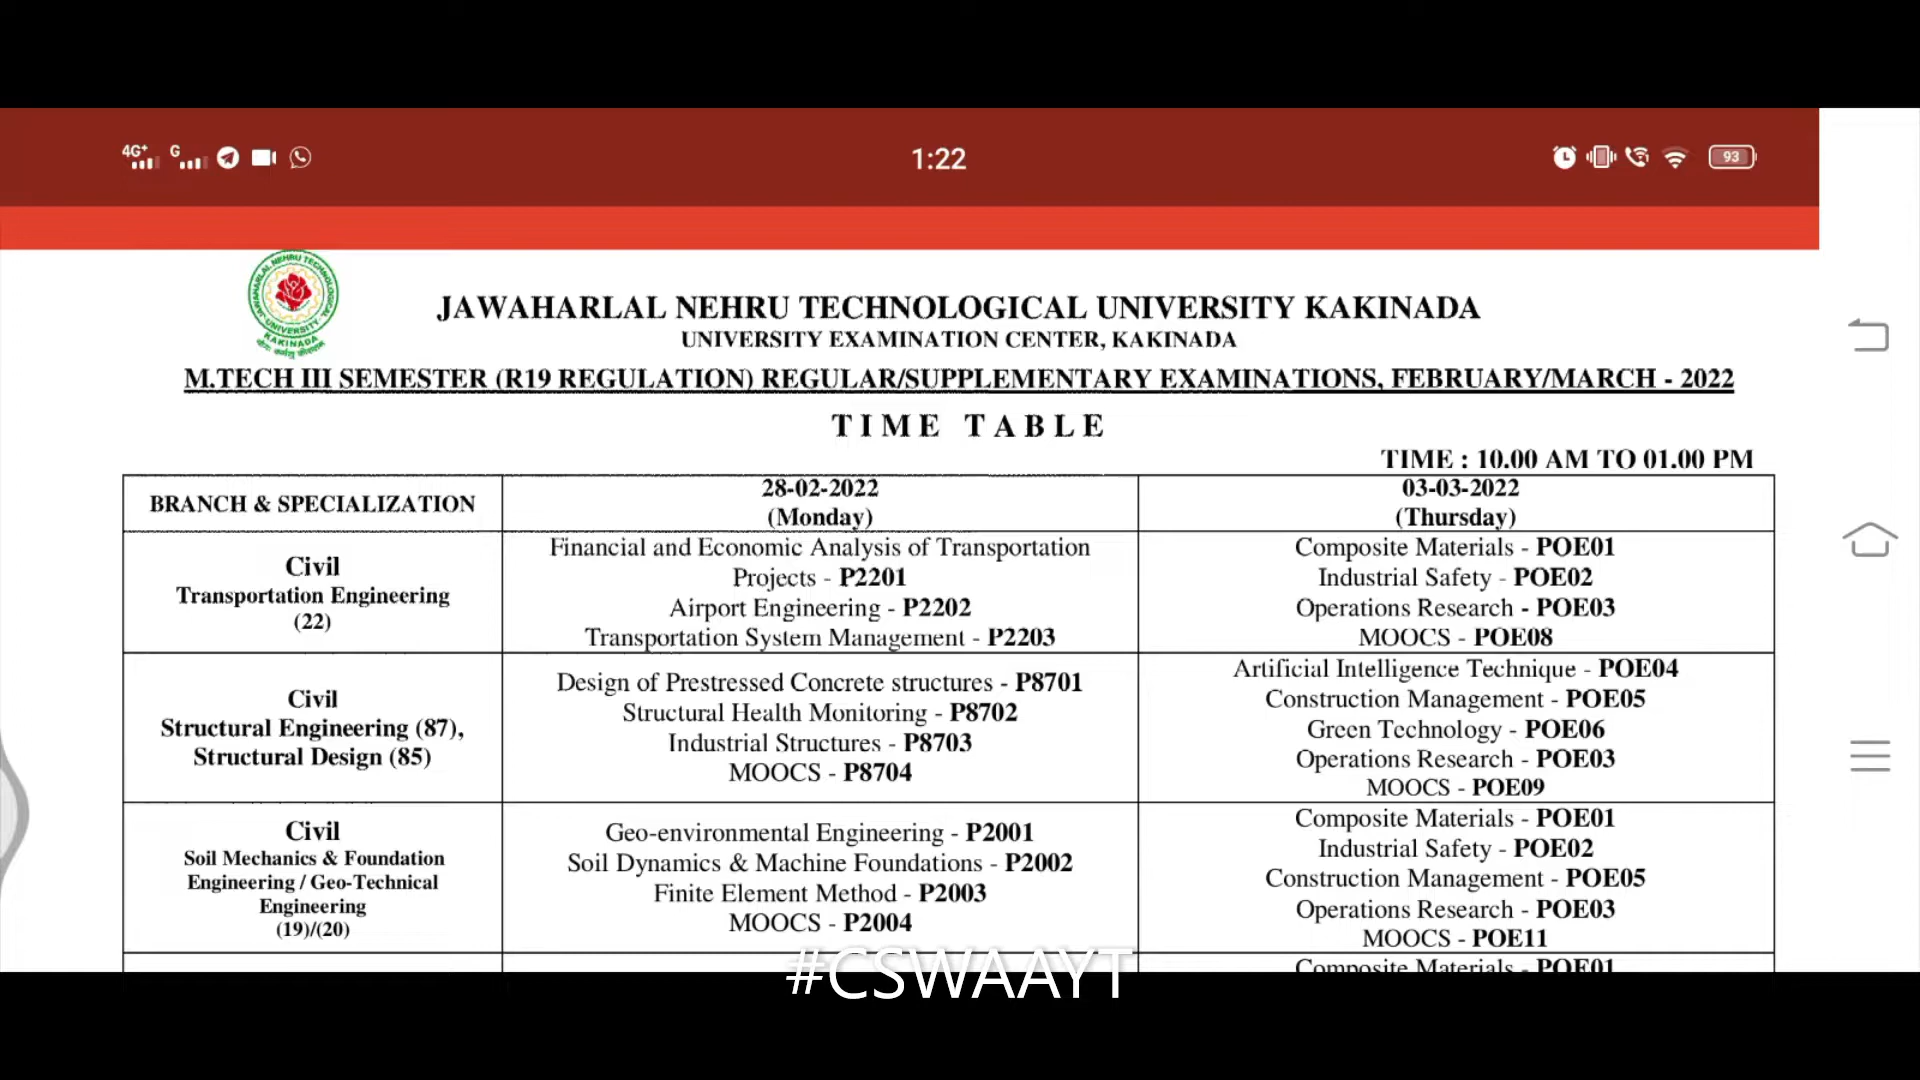 4G+ G 1:22 93
JAWAHARLAL NEHRU TECHNOLOGICAL UNIVERSITY KAKINADA
UNIVERSITY EXAMINATION CENTER, KAKINADA
M.TECH III SEMESTER (R19 REGULATION) REGULAR/SUPPLEMENTARY EXAMINATIONS, FEBRUARY/MARCH - 2022
TIME TABLE
TIME : 10.00 AM TO 01.00 PM
BRANCH & SPECIALIZATION
28-02-2022
(Monday)
03-03-2022
(Thursday)
Civil
Transportation Engineering
(22)
Financial and Economic Analysis of Transportation
Projects - P2201
Airport Engineering - P2202
Transportation System Management - P2203
Composite Materials - POE01
Industrial Safety - POE02
Operations Research - POE03
MOOCS - POE08
Civil
Structural Engineering (87),
Structural Design (85)
Design of Prestressed Concrete structures - P8701
Structural Health Monitoring - P8702
Industrial Structures - P8703
MOOCS - P8704
Artificial Intelligence Technique - POE04
Construction Management - POE05
Green Technology - POE06
Operations Research - POE03
MOOCS - POE09
Civil
Soil Mechanics & Foundation
Engineering / Geo-Technical
Engineering
(19)/(20)
Geo-environmental Engineering - P2001
Soil Dynamics & Machine Foundations - P2002
Finite Element Method - P2003
MOOCS - P2004
Composite Materials - POE01
Industrial Safety - POE02
Construction Management - POE05
Operations Research - POE03
MOOCS - POE11
Composite Materials - POE01
#CSWAAYT